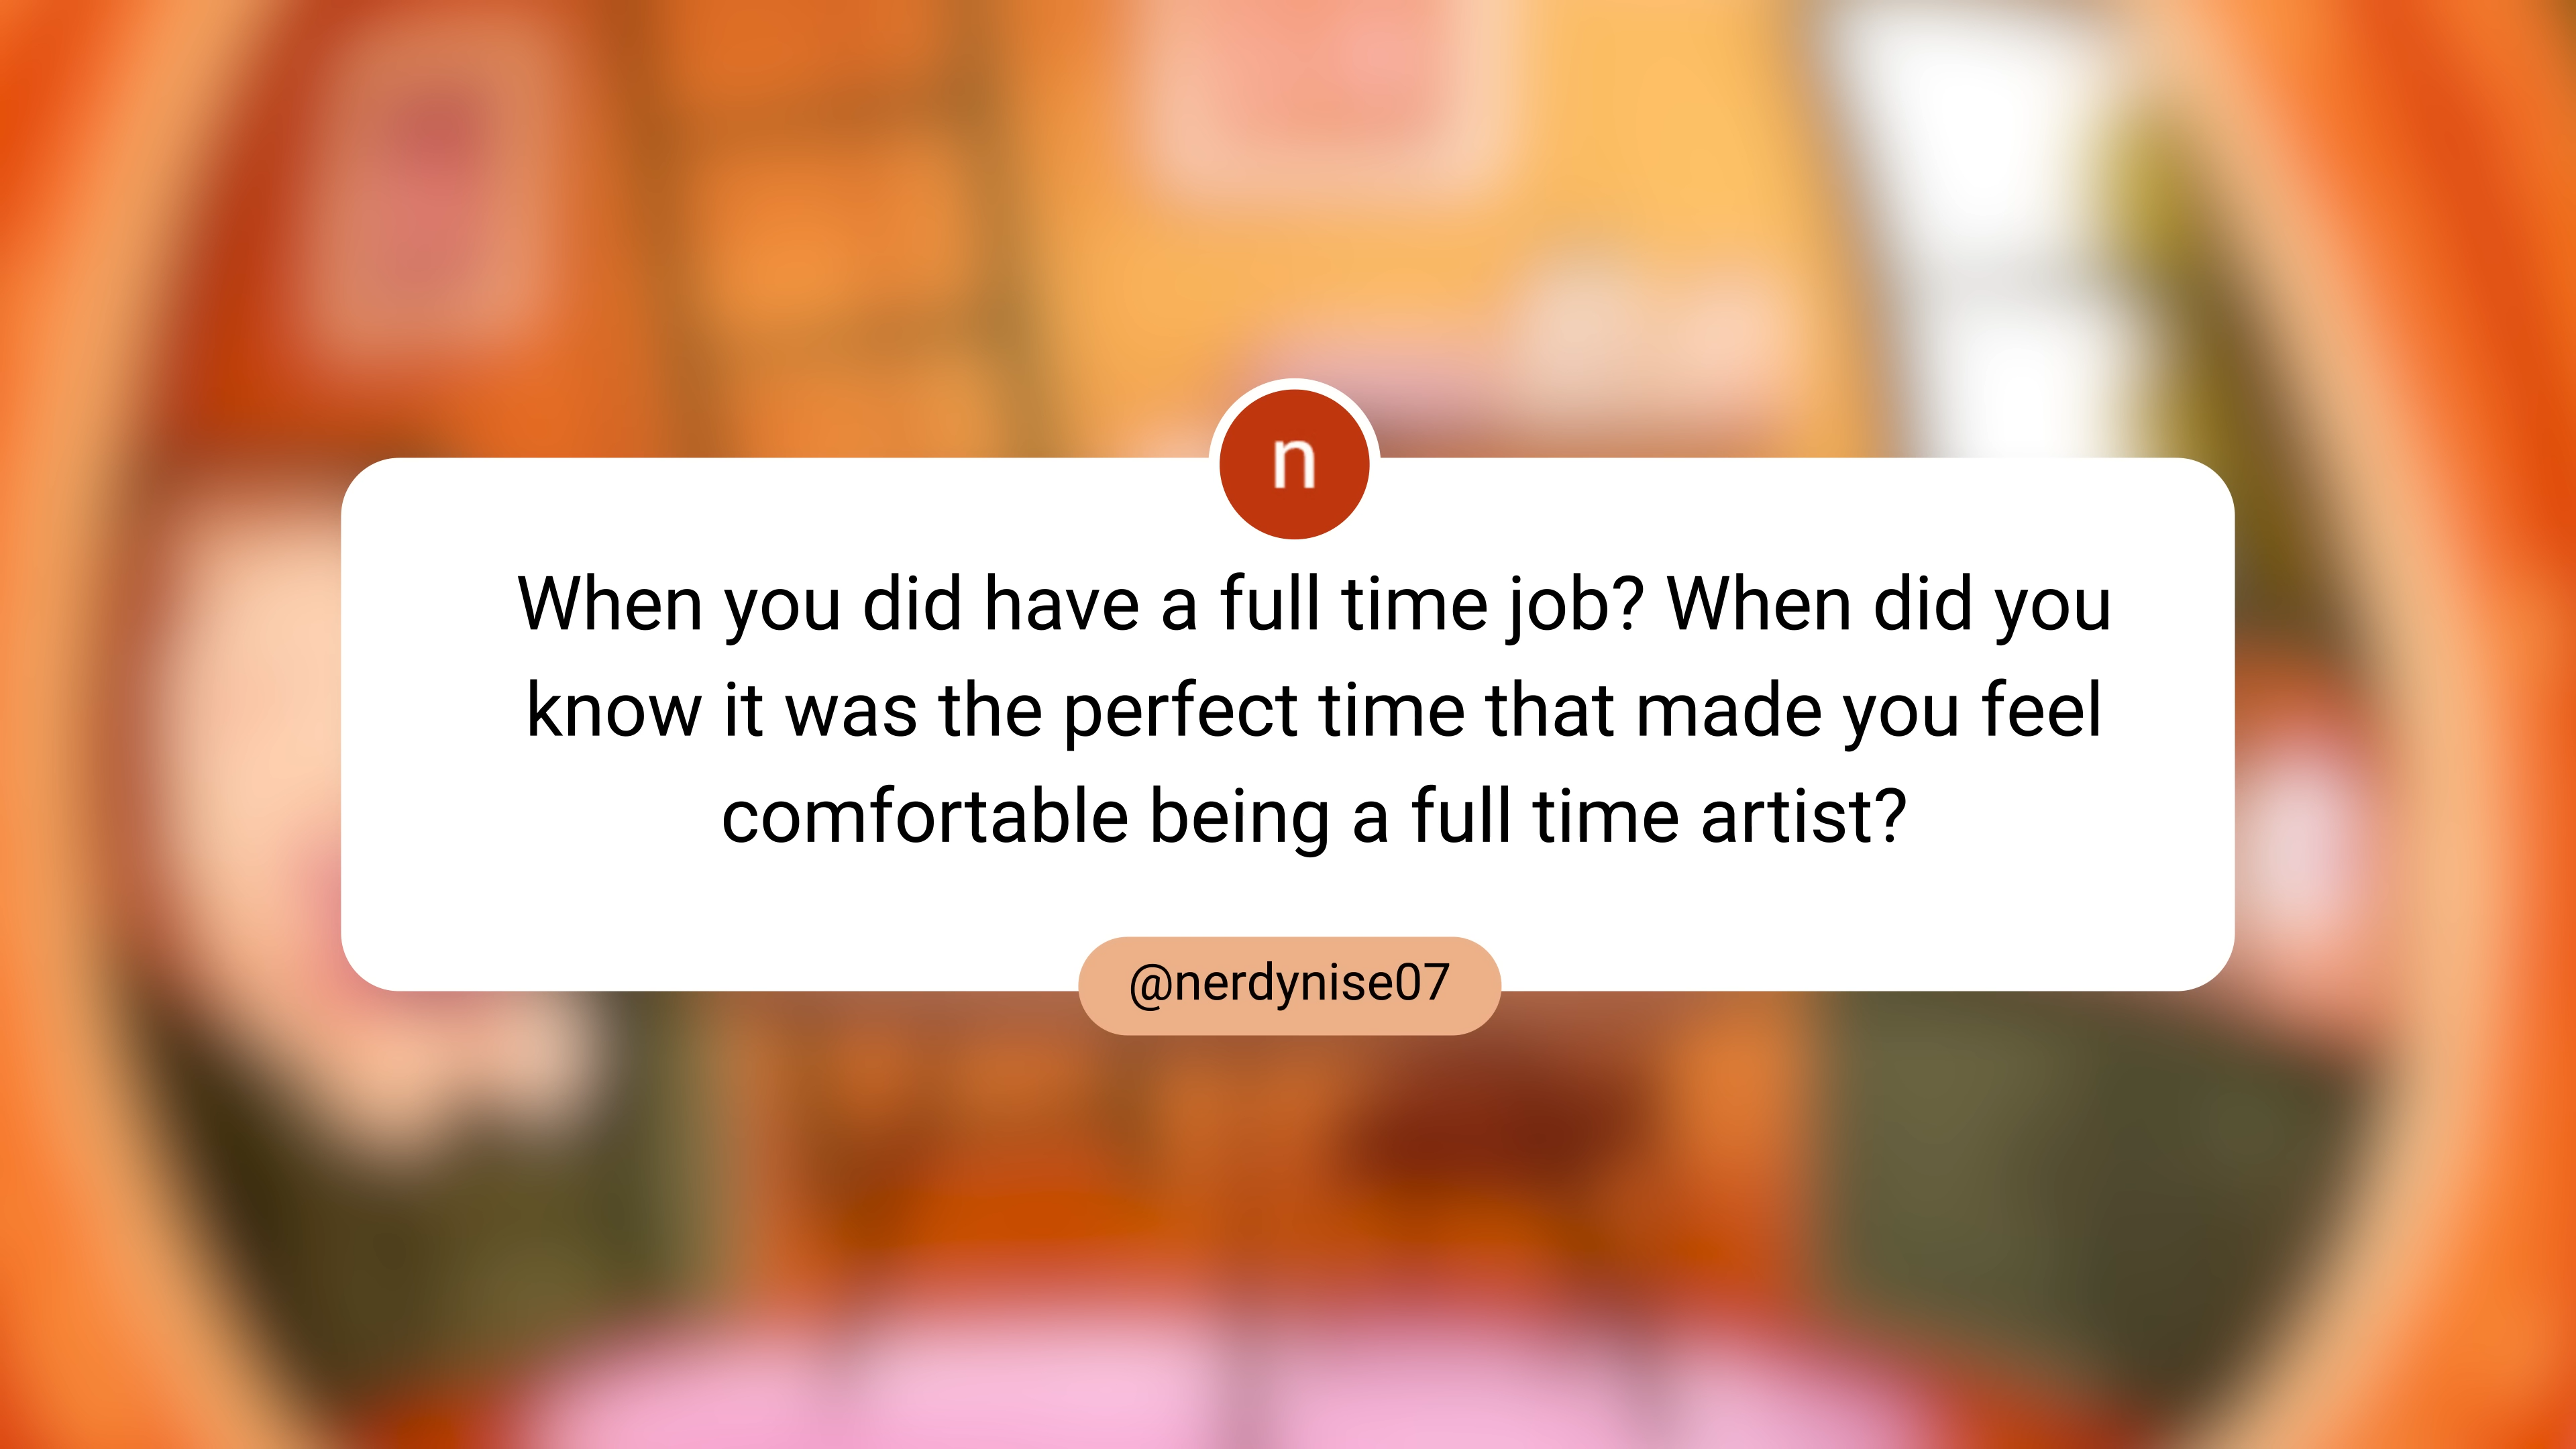 n
When you did have a full time job? When did you
know it was the perfect time that made you feel
comfortable being a full time artist?
@nerdynise07